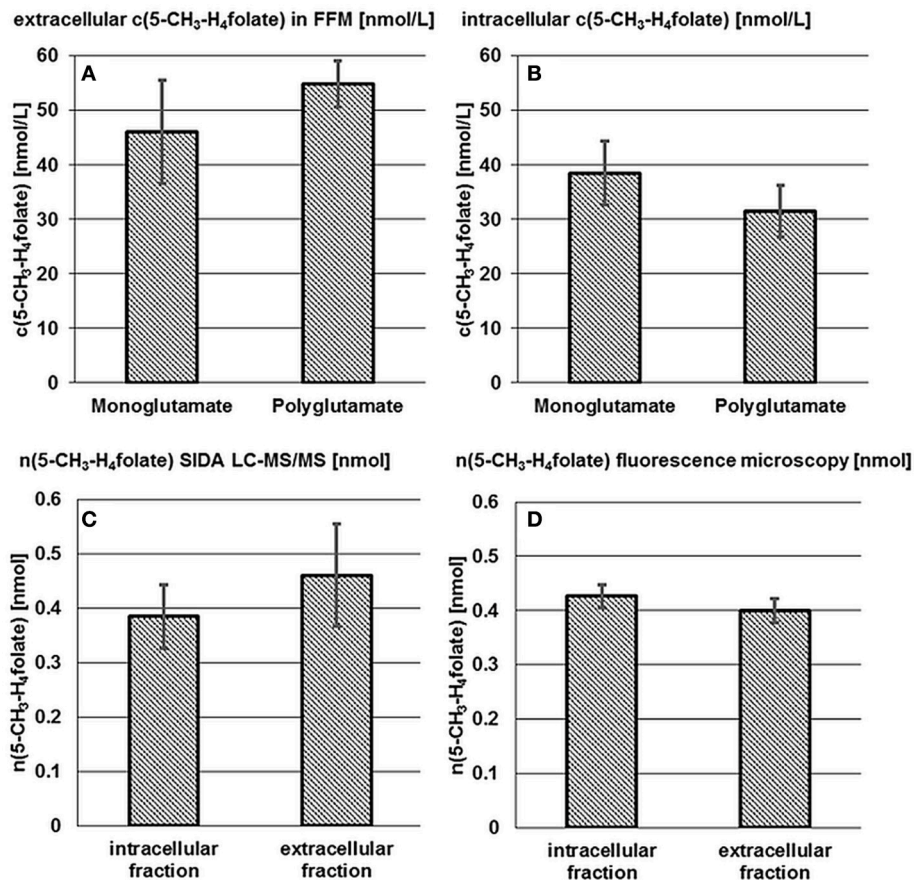 extracellular c(5-CH₃-H₄folate) in FFM [nmol/L]
A
c(5-CH₃-H₄folate) [nmol/L]
60
50
40
30
20
10
0
Monoglutamate Polyglutamate
intracellular c(5-CH₃-H₄folate) [nmol/L]
B
c(5-CH₃-H₄folate) [nmol/L]
60
50
40
30
20
10
0
Monoglutamate Polyglutamate
n(5-CH₃-H₄folate) SIDA LC-MS/MS [nmol]
C
n(5-CH₃-H₄folate) [nmol]
0.6
0.5
0.4
0.3
0.2
0.1
0
intracellular extracellular
fraction fraction
n(5-CH₃-H₄folate) fluorescence microscopy [nmol]
D
n(5-CH₃-H₄folate) [nmol]
0.6
0.5
0.4
0.3
0.2
0.1
0
intracellular extracellular
fraction fraction